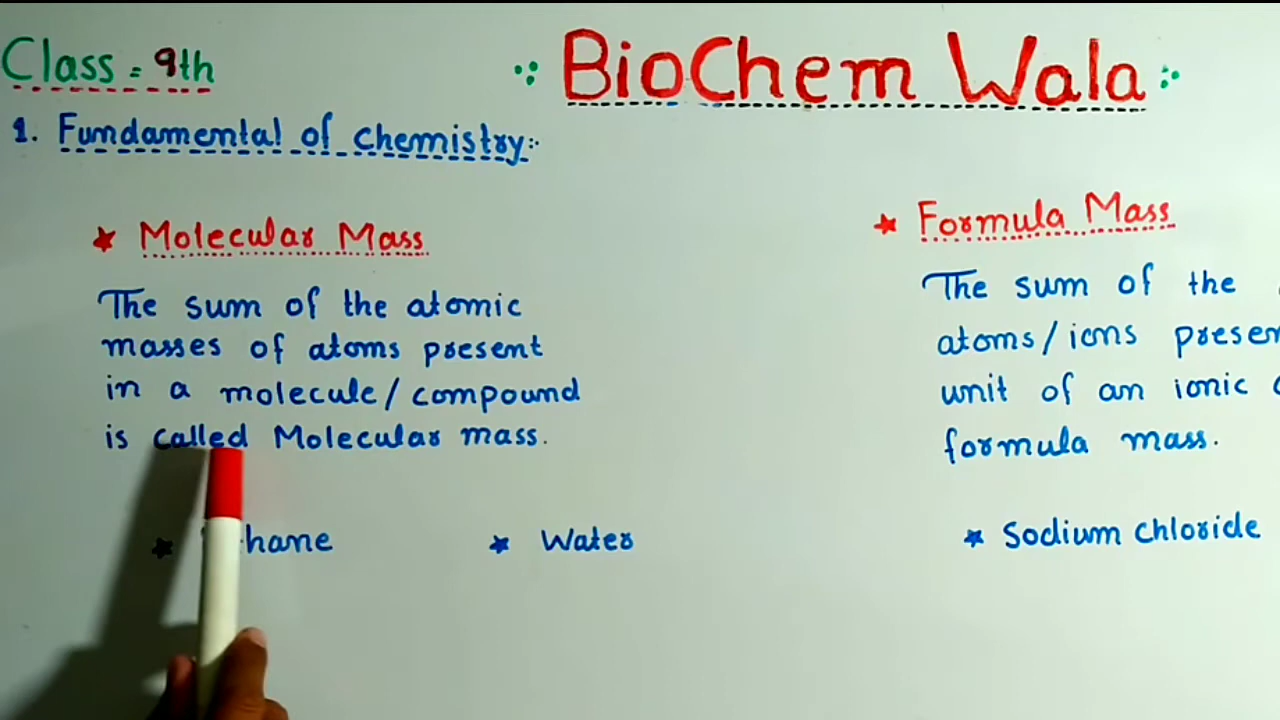 Class = 9th
BioChem Wala
1. Fundamental of chemistry:-
Molecular Mass
The sum of the atomic
masses of atoms present
in a molecule/compound
is called Molecular mass.
Water
Formula Mass
The sum of the
atoms/ions
unit of an ionic
formula mass.
Sodium chloride